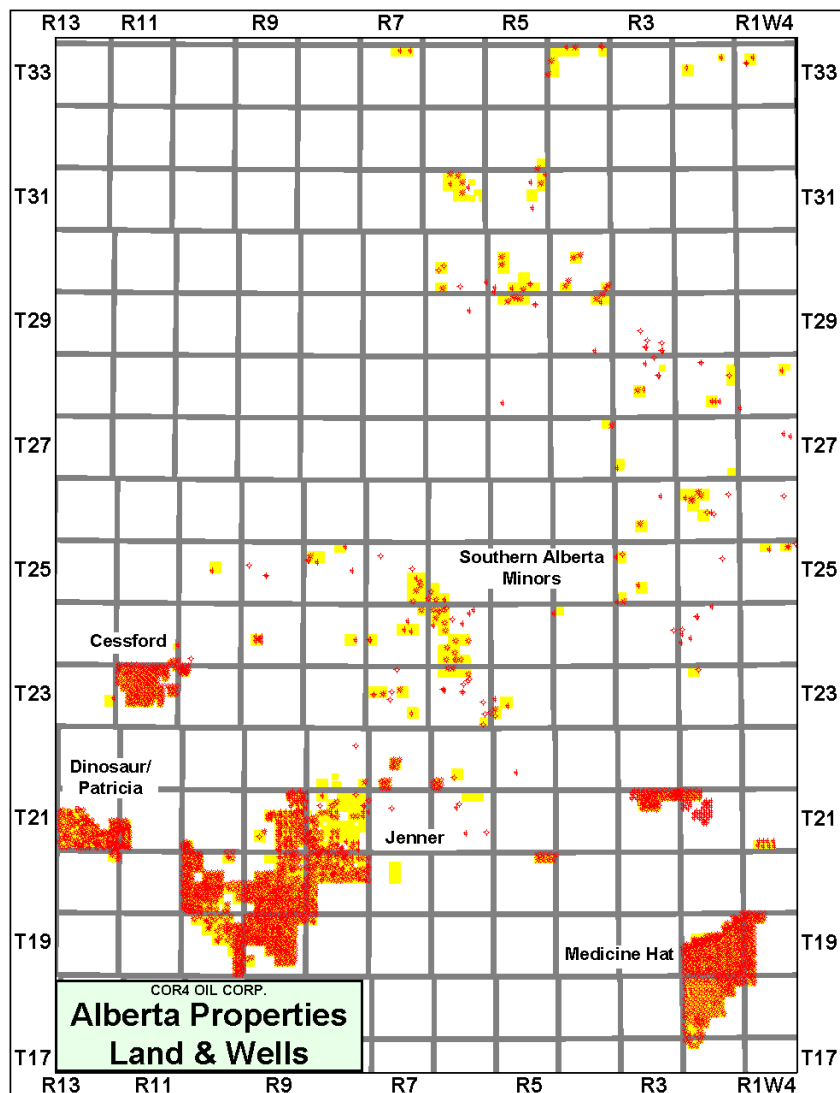 R13 R11 R9 R7 R5 R3 R1W4
T33 T33
T31 T31
T29 T29
T27 T27
Southern Alberta
Minors
T25 T25
Cessford
T23 T23
Dinosaur/
Patricia
T21 T21
Jenner
T19 T19
Medicine Hat
COR4 OIL CORP.
Alberta Properties
Land & Wells
T17 T17
R13 R11 R9 R7 R5 R3 R1W4